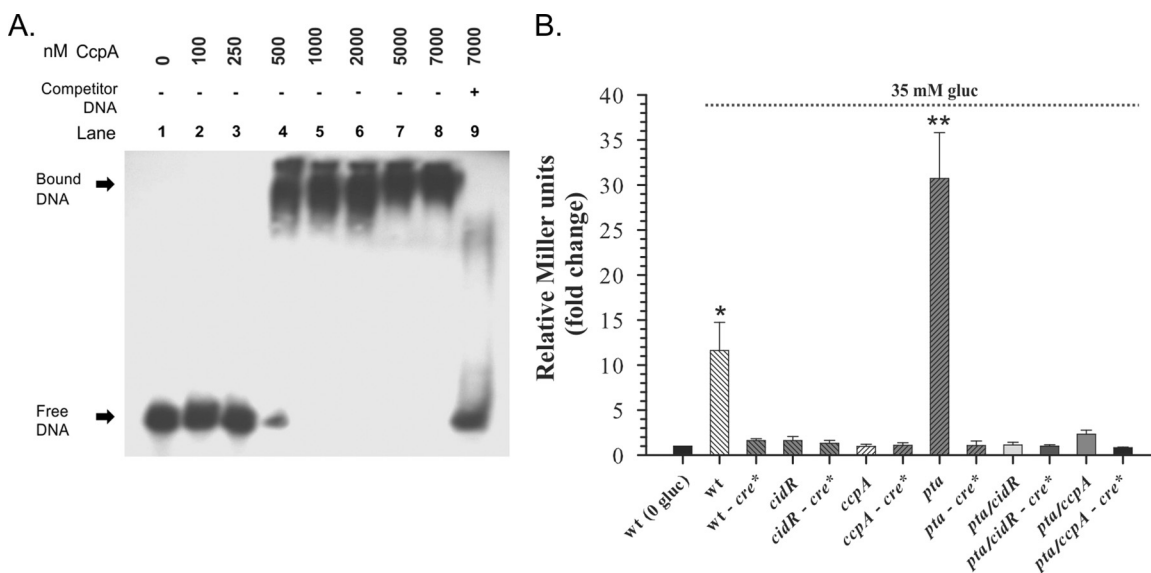 A.
nM CcpA 0 100 250 500 1000 2000 5000 7000 7000
Competitor
DNA - - - - - - - - +
Lane 1 2 3 4 5 6 7 8 9
Bound
DNA
Free
DNA
B.
35 mM gluc
Relative Miller units
(fold change)
40
35
30
25
20
15
10
5
2
0
*
**
wt (0 gluc)
wt
wt - cre*
cidR
cidR - cre*
ccpA
ccpA - cre*
pta
pta - cre*
pta/cidR
pta/cidR - cre*
pta/ccpA
pta/ccpA - cre*